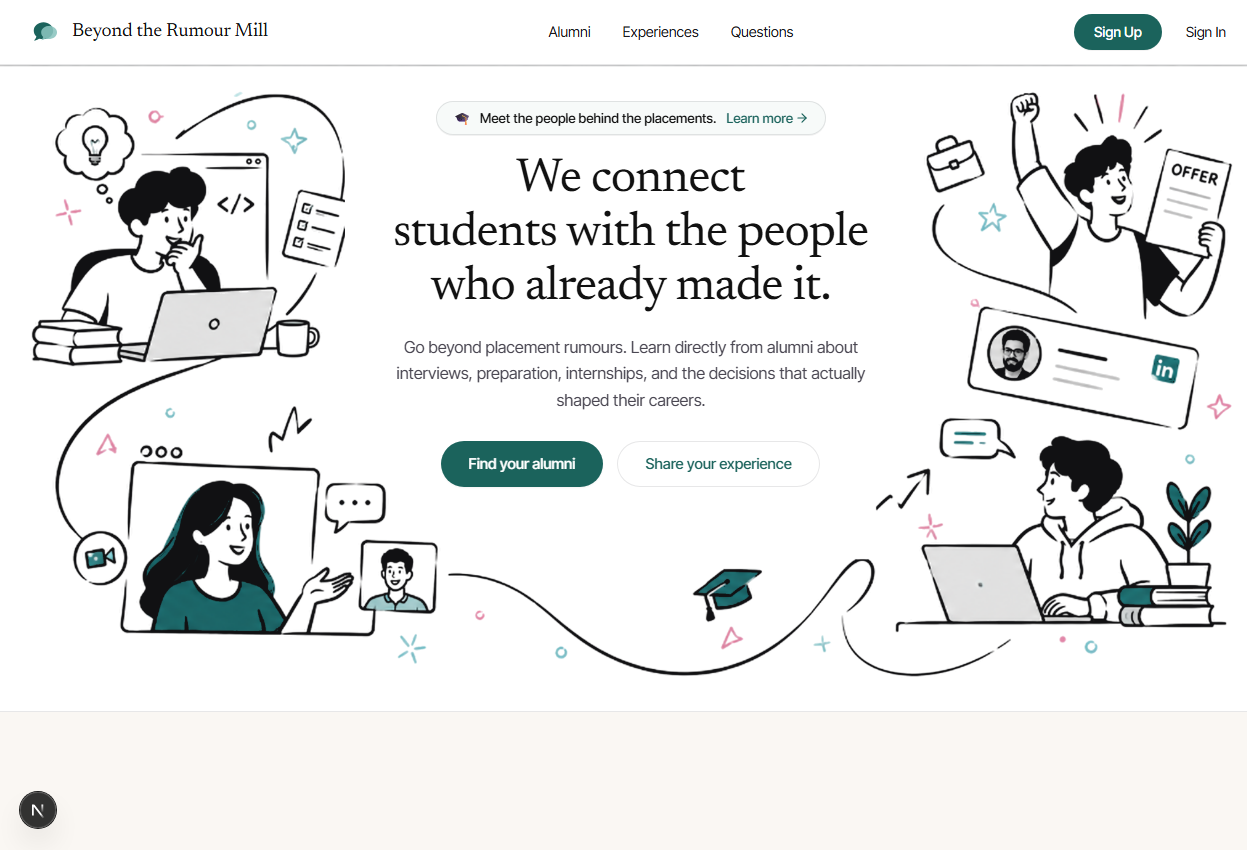 Beyond the Rumour Mill
Alumni
Experiences
Questions
Sign Up
Sign In
🎓 Meet the people behind the placements. Learn more →
We connect
students with the people
who already made it.
Go beyond placement rumours. Learn directly from alumni about
interviews, preparation, internships, and the decisions that actually
shaped their careers.
Find your alumni
Share your experience
</>
OFFER
in
N